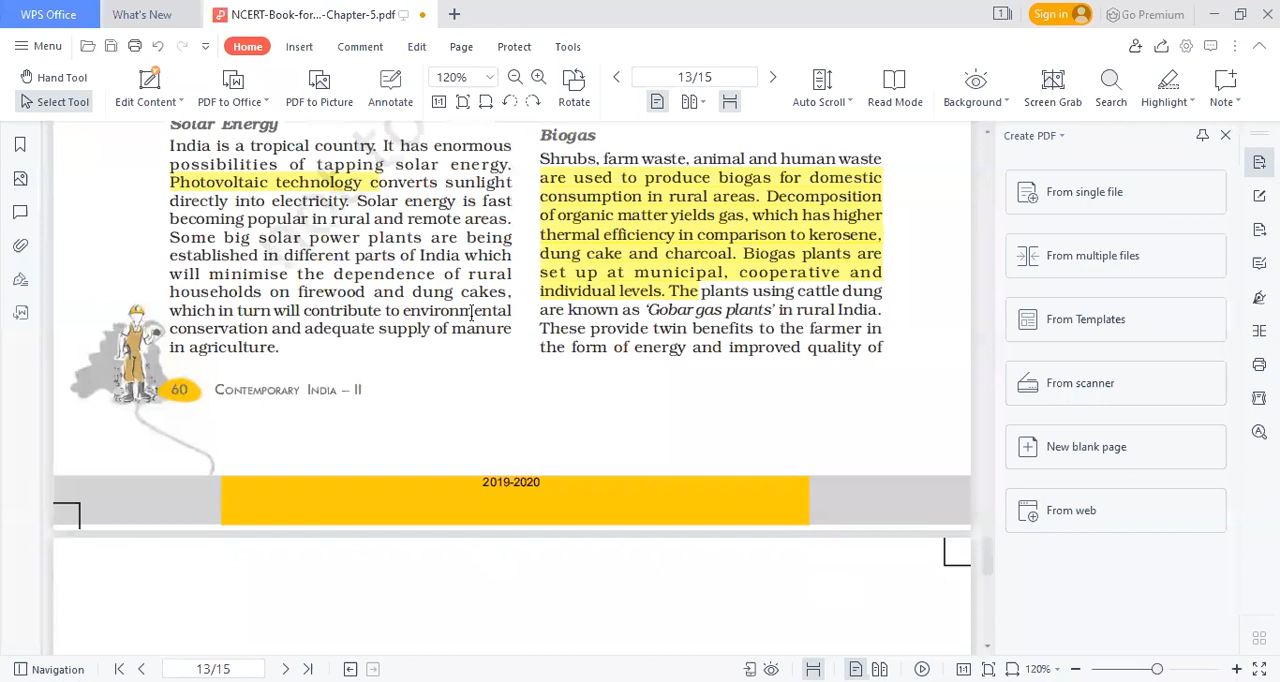 WPS Office
What's New
NCERT-Book-for...-Chapter-5.pdf
1
Sign in
Go Premium
Menu
Home
Insert
Comment
Edit
Page
Protect
Tools
Hand Tool
Select Tool
Edit Content
PDF to Office
PDF to Picture
Annotate
120%
Rotate
13/15
Auto Scroll
Read Mode
Background
Screen Grab
Search
Highlight
Note
Solar Energy
India is a tropical country. It has enormous
possibilities of tapping solar energy.
Photovoltaic technology converts sunlight
directly into electricity. Solar energy is fast
becoming popular in rural and remote areas.
Some big solar power plants are being
established in different parts of India which
will minimise the dependence of rural
households on firewood and dung cakes,
which in turn will contribute to environmental
conservation and adequate supply of manure
in agriculture.
60
CONTEMPORARY INDIA – II
Biogas
Shrubs, farm waste, animal and human waste
are used to produce biogas for domestic
consumption in rural areas. Decomposition
of organic matter yields gas, which has higher
thermal efficiency in comparison to kerosene,
dung cake and charcoal. Biogas plants are
set up at municipal, cooperative and
individual levels. The plants using cattle dung
are known as 'Gobar gas plants' in rural India.
These provide twin benefits to the farmer in
the form of energy and improved quality of
2019-2020
Create PDF
From single file
From multiple files
From Templates
From scanner
New blank page
From web
Navigation
13/15
120%